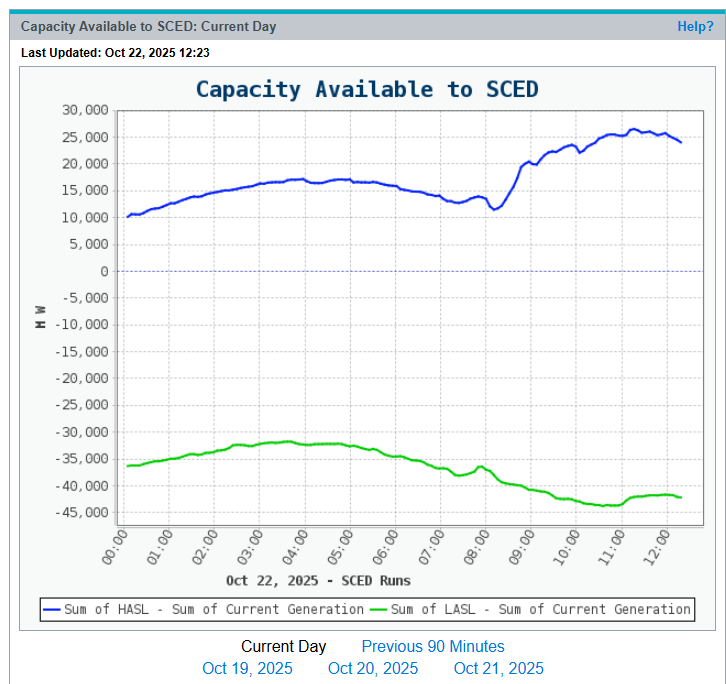 Capacity Available to SCED: Current Day Help?
Last Updated: Oct 22, 2025 12:23
Capacity Available to SCED
30,000
25,000
20,000
15,000
10,000
5,000
0
-5,000
-10,000
-15,000
-20,000
-25,000
-30,000
-35,000
-40,000
-45,000
MW
00:00 01:00 02:00 03:00 04:00 05:00 06:00 07:00 08:00 09:00 10:00 11:00 12:00
Oct 22, 2025 - SCED Runs
Sum of HASL - Sum of Current Generation Sum of LASL - Sum of Current Generation
Current Day Previous 90 Minutes
Oct 19, 2025 Oct 20, 2025 Oct 21, 2025